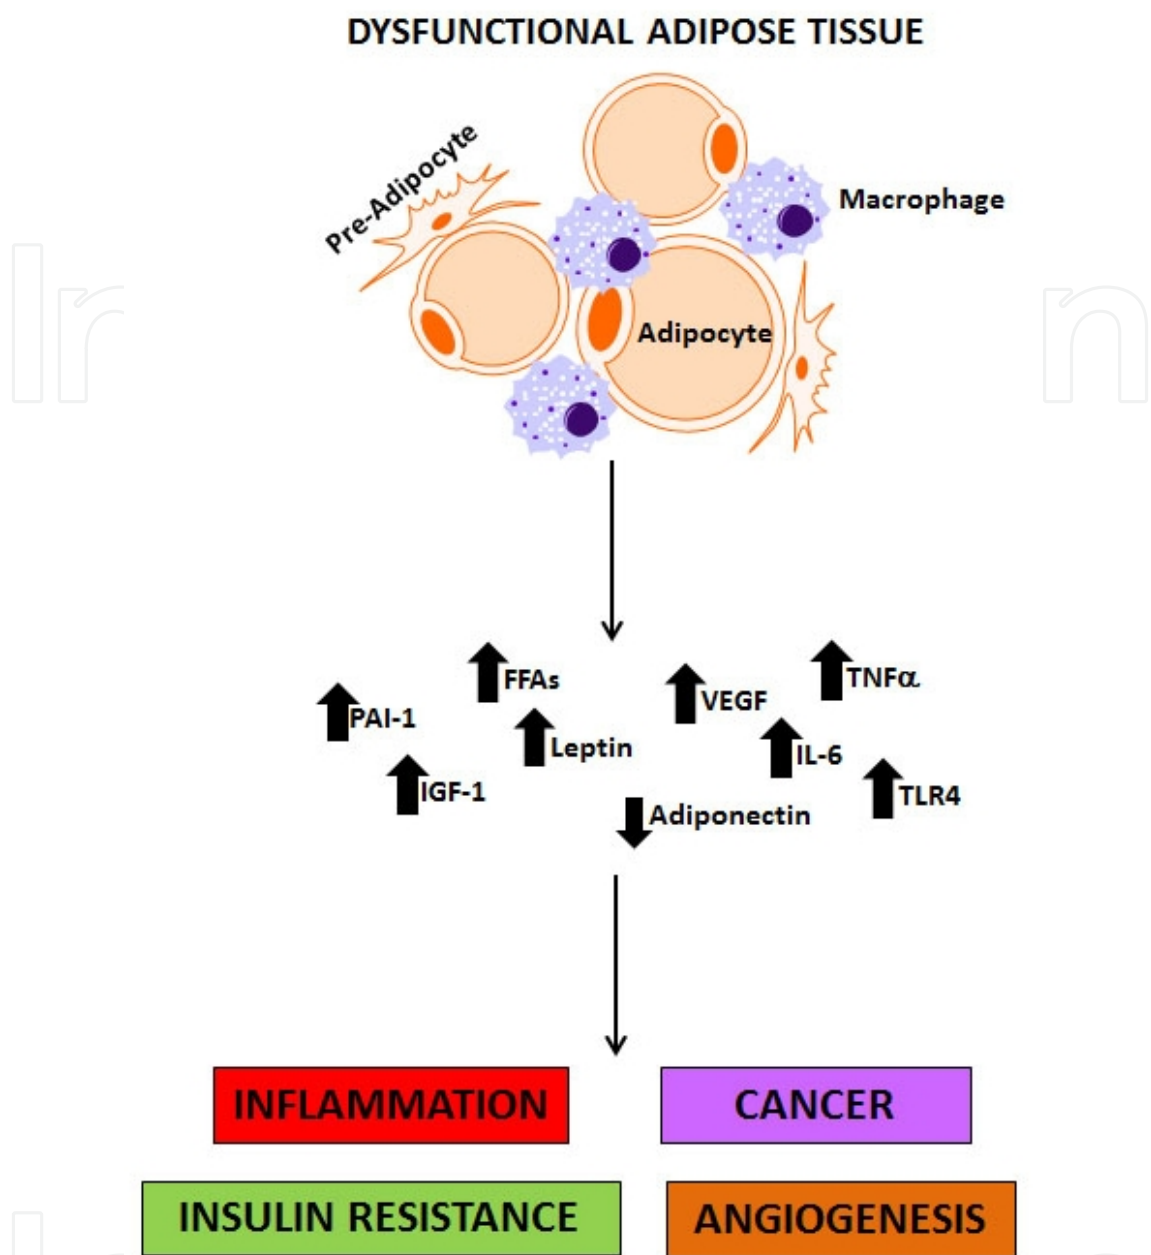 DYSFUNCTIONAL ADIPOSE TISSUE
Pre-Adipocyte
Macrophage
Adipocyte
FFAs
TNFα
PAI-1
VEGF
Leptin
IL-6
IGF-1
TLR4
Adiponectin
INFLAMMATION
CANCER
INSULIN RESISTANCE
ANGIOGENESIS